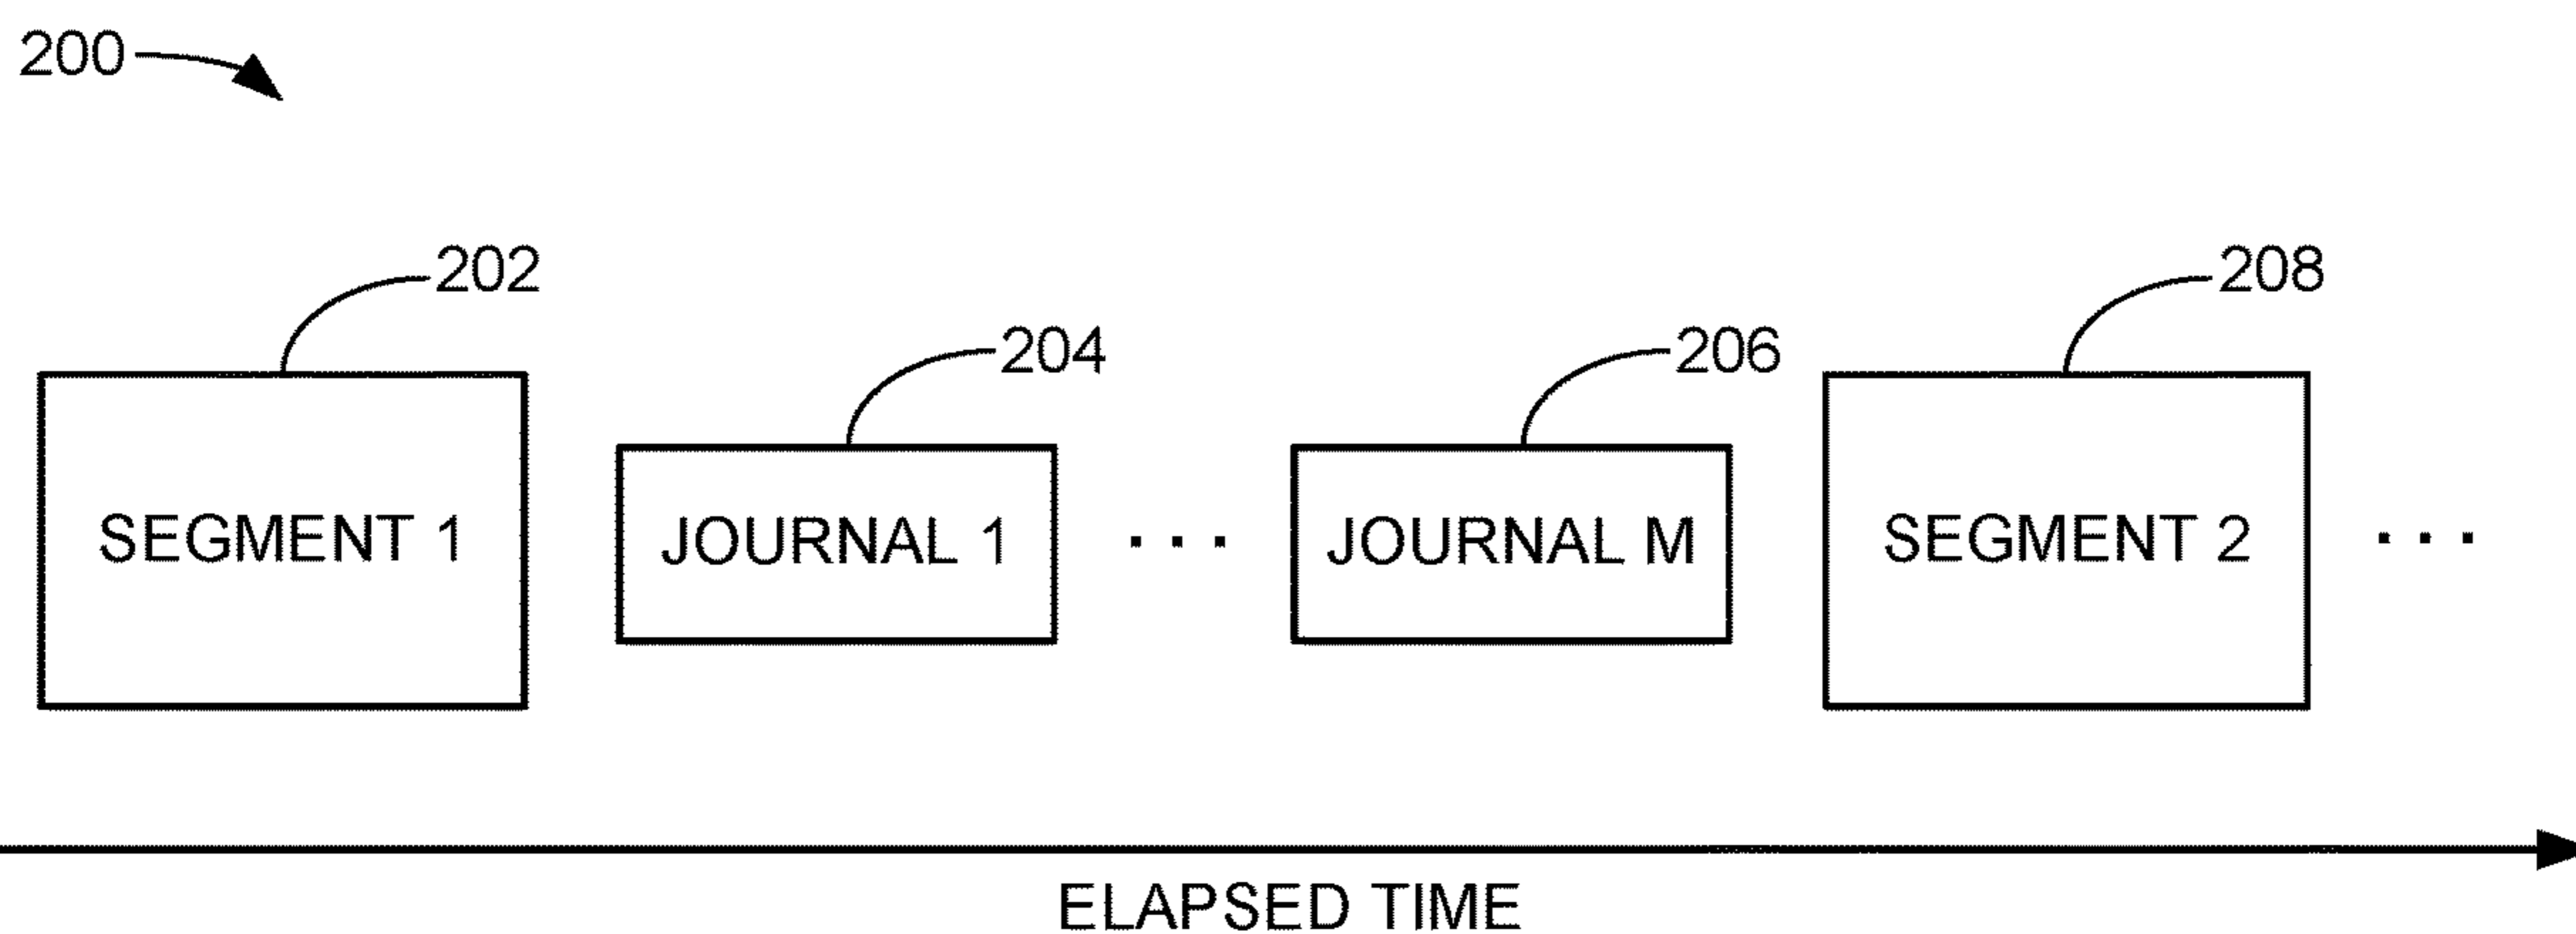 200
202
208
204
206
SEGMENT 1
JOURNAL 1
. . .
JOURNAL M
SEGMENT 2
. . .
ELAPSED TIME